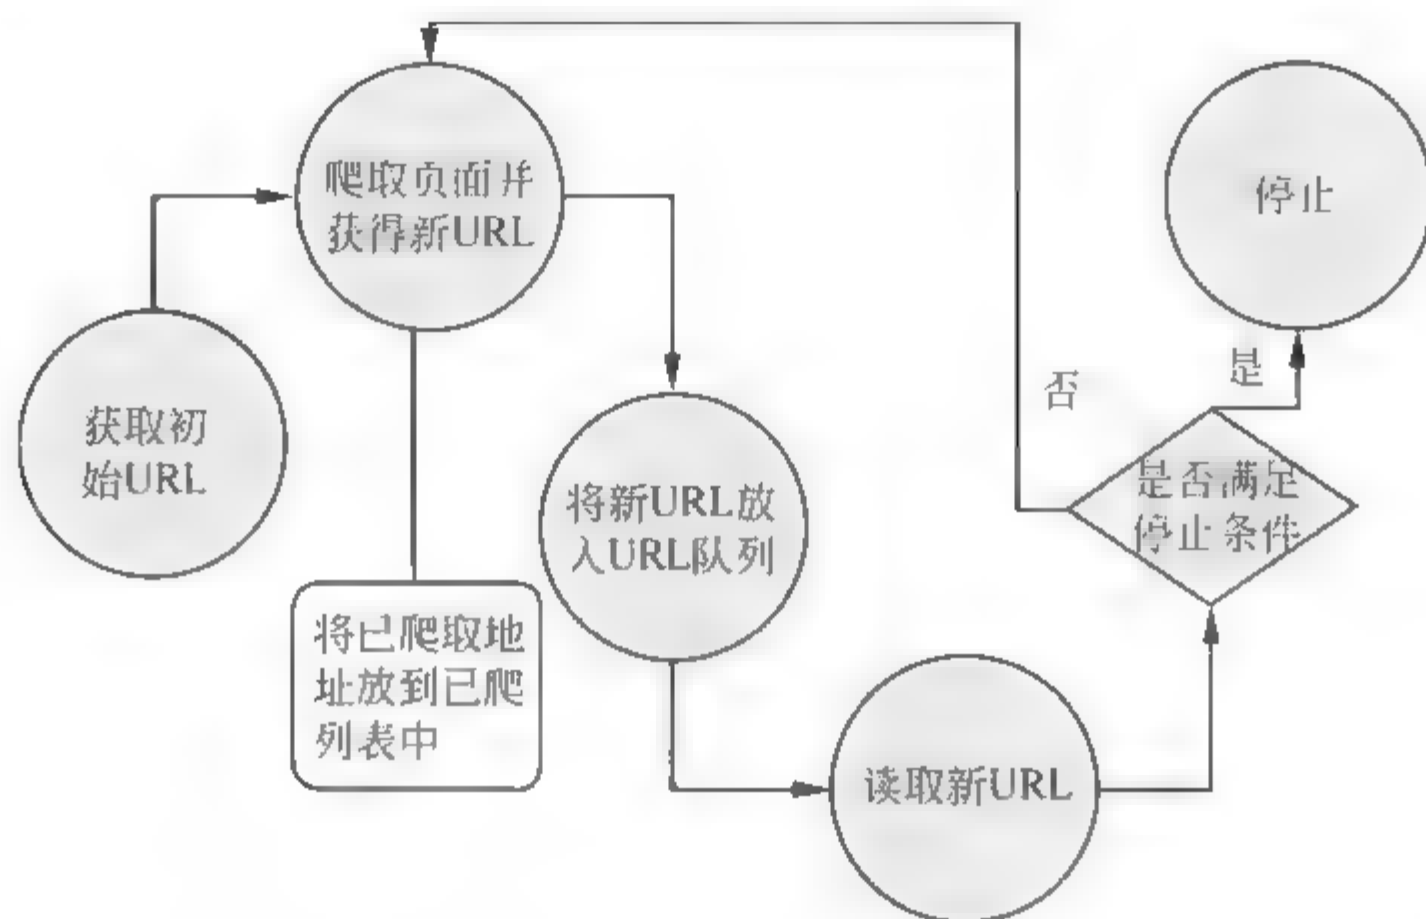 爬取页面并
获得新URL
停止
是
否
获取初
始URL
是否满足
停止条件
将新URL放
入URL队列
将已爬取地
址放到已爬
列表中
读取新URL